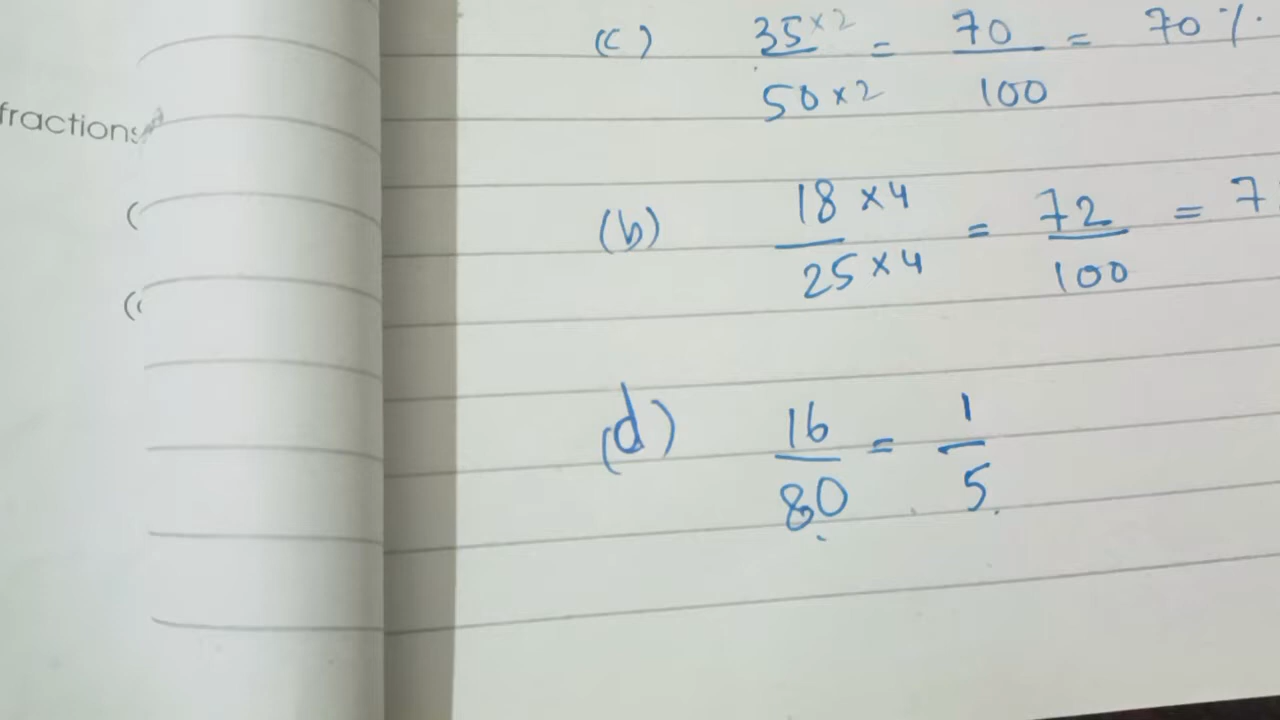 fractions
(c) 35×2/50×2 = 70/100 = 70%.
(b) 18×4/25×4 = 72/100 = 7
(d) 16/80 = 1/5